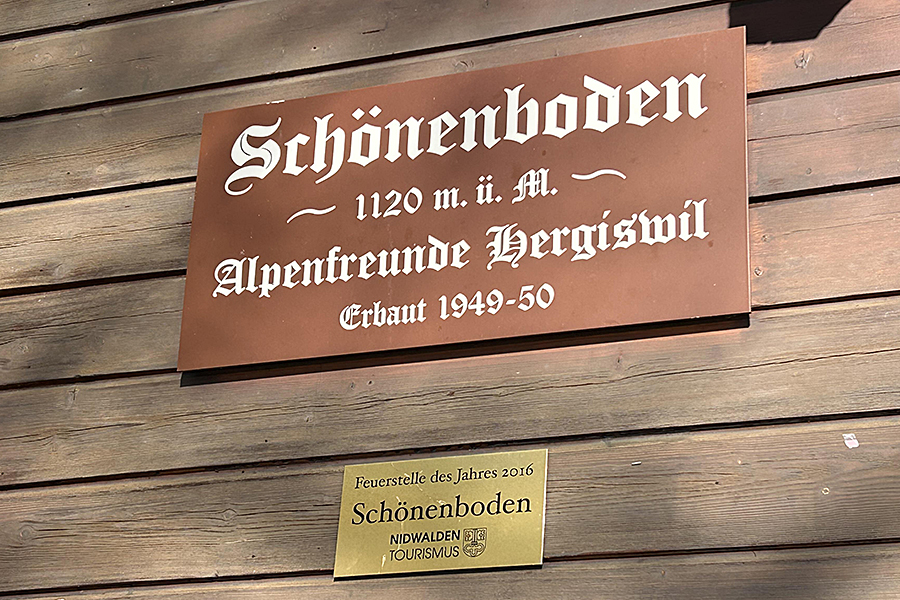 Schönenboden
~ 1120 m. ü. M. ~
Alpenfreunde Hergiswil
Erbaut 1949-50
Feuerstelle des Jahres 2016
Schönenboden
NIDWALDEN
TOURISMUS